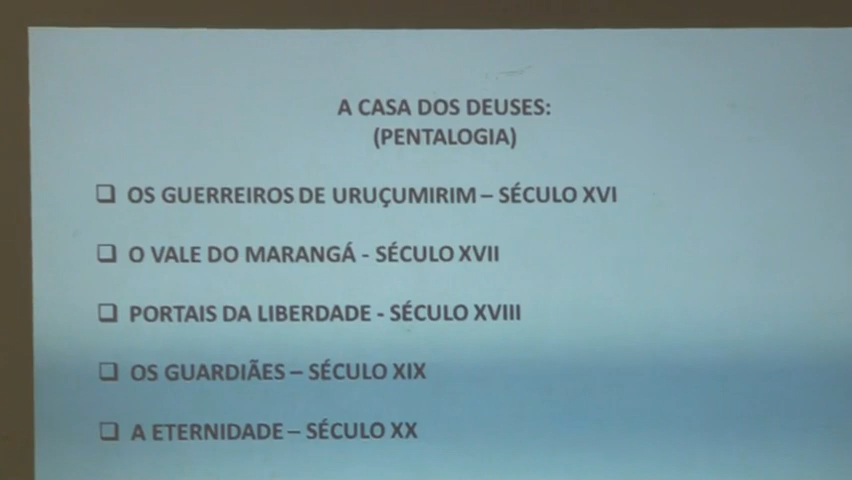 A CASA DOS DEUSES:
(PENTALOGIA)
❑ OS GUERREIROS DE URUÇUMIRIM – SÉCULO XVI
❑ O VALE DO MARANGÁ - SÉCULO XVII
❑ PORTAIS DA LIBERDADE - SÉCULO XVIII
❑ OS GUARDIÃES – SÉCULO XIX
❑ A ETERNIDADE – SÉCULO XX